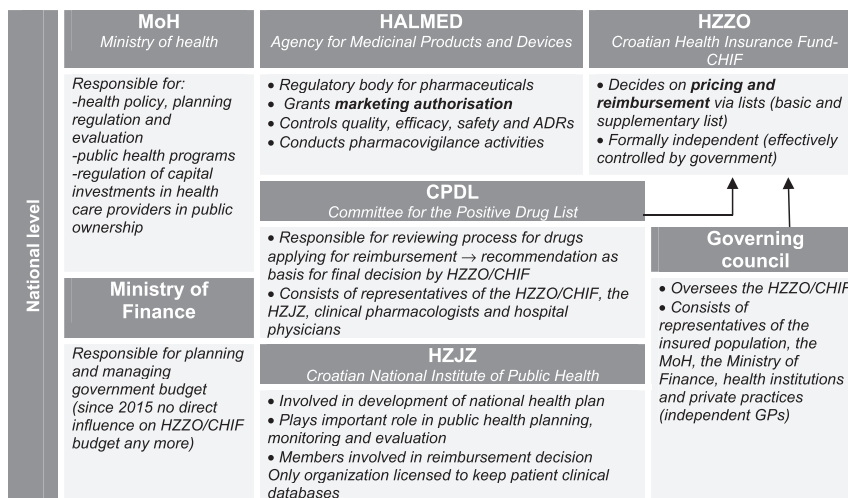 National level
MoH
Ministry of health
Responsible for:
-health policy, planning
regulation and
evaluation
-public health programs
-regulation of capital
investments in health
care providers in public
ownership
Ministry of
Finance
Responsible for planning
and managing
government budget
(since 2015 no direct
influence on HZZO/CHIF
budget any more)
HALMED
Agency for Medicinal Products and Devices
• Regulatory body for pharmaceuticals
• Grants marketing authorisation
• Controls quality, efficacy, safety and ADRs
• Conducts pharmacovigilance activities
CPDL
Committee for the Positive Drug List
• Responsible for reviewing process for drugs
applying for reimbursement → recommendation as
basis for final decision by HZZO/CHIF
• Consists of representatives of the HZZO/CHIF, the
HZJZ, clinical pharmacologists and hospital
physicians
HZJZ
Croatian National Institute of Public Health
• Involved in development of national health plan
• Plays important role in public health planning,
monitoring and evaluation
• Members involved in reimbursement decision
Only organization licensed to keep patient clinical
databases
HZZO
Croatian Health Insurance Fund-
CHIF
• Decides on pricing and
reimbursement via lists (basic and
supplementary list)
• Formally independent (effectively
controlled by government)
Governing
council
• Oversees the HZZO/CHIF
• Consists of
representatives of the
insured population, the
MoH, the Ministry of
Finance, health institutions
and private practices
(independent GPs)